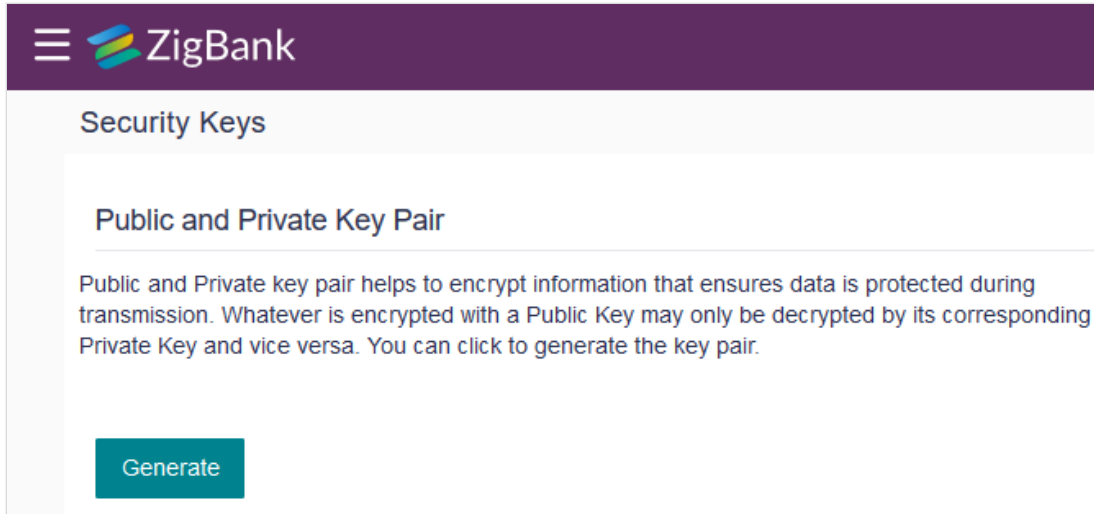 ZigBank
Security Keys
Public and Private Key Pair
Public and Private key pair helps to encrypt information that ensures data is protected during
transmission. Whatever is encrypted with a Public Key may only be decrypted by its corresponding
Private Key and vice versa. You can click to generate the key pair.
Generate